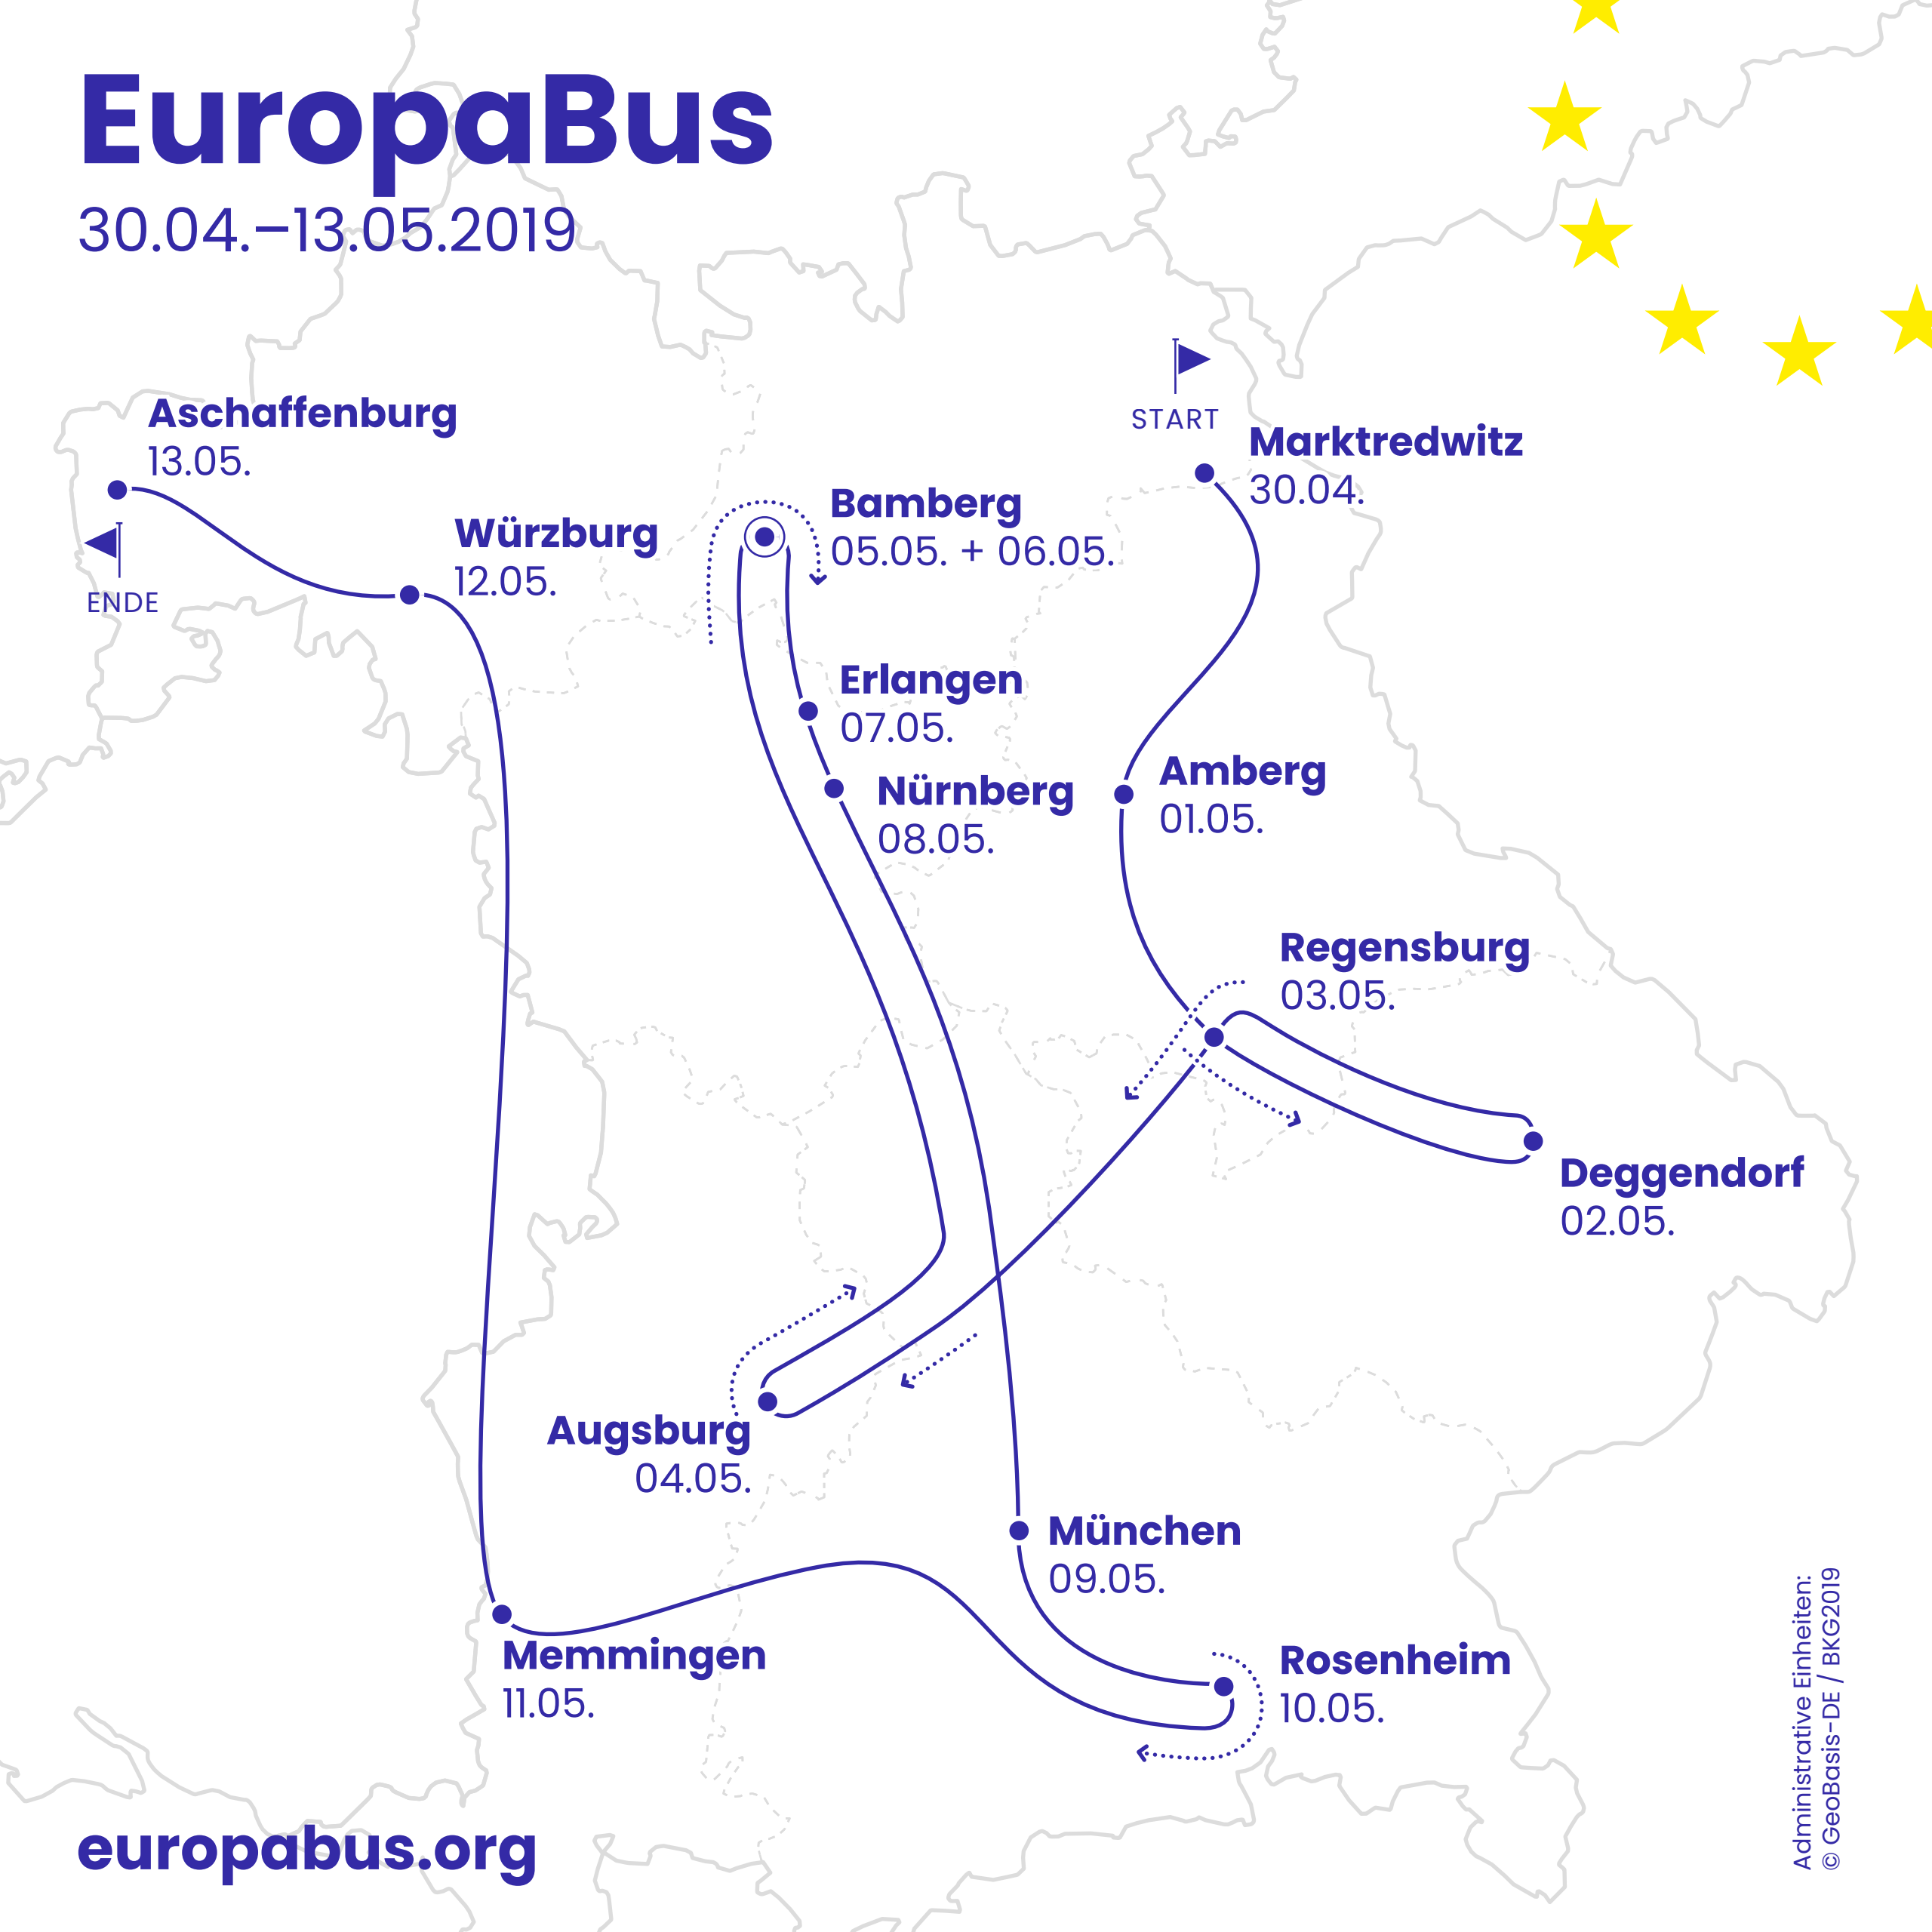 EuropaBus
30.04.–13.05.2019
START
Marktredwitz
30.04.
Aschaffenburg
13.05.
ENDE
Würzburg
12.05.
Bamberg
05.05. + 06.05.
Erlangen
07.05.
Nürnberg
08.05.
Amberg
01.05.
Regensburg
03.05.
Deggendorf
02.05.
Augsburg
04.05.
München
09.05.
Memmingen
11.05.
Rosenheim
10.05.
europabus.org
Administrative Einheiten:
© GeoBasis-DE / BKG2019